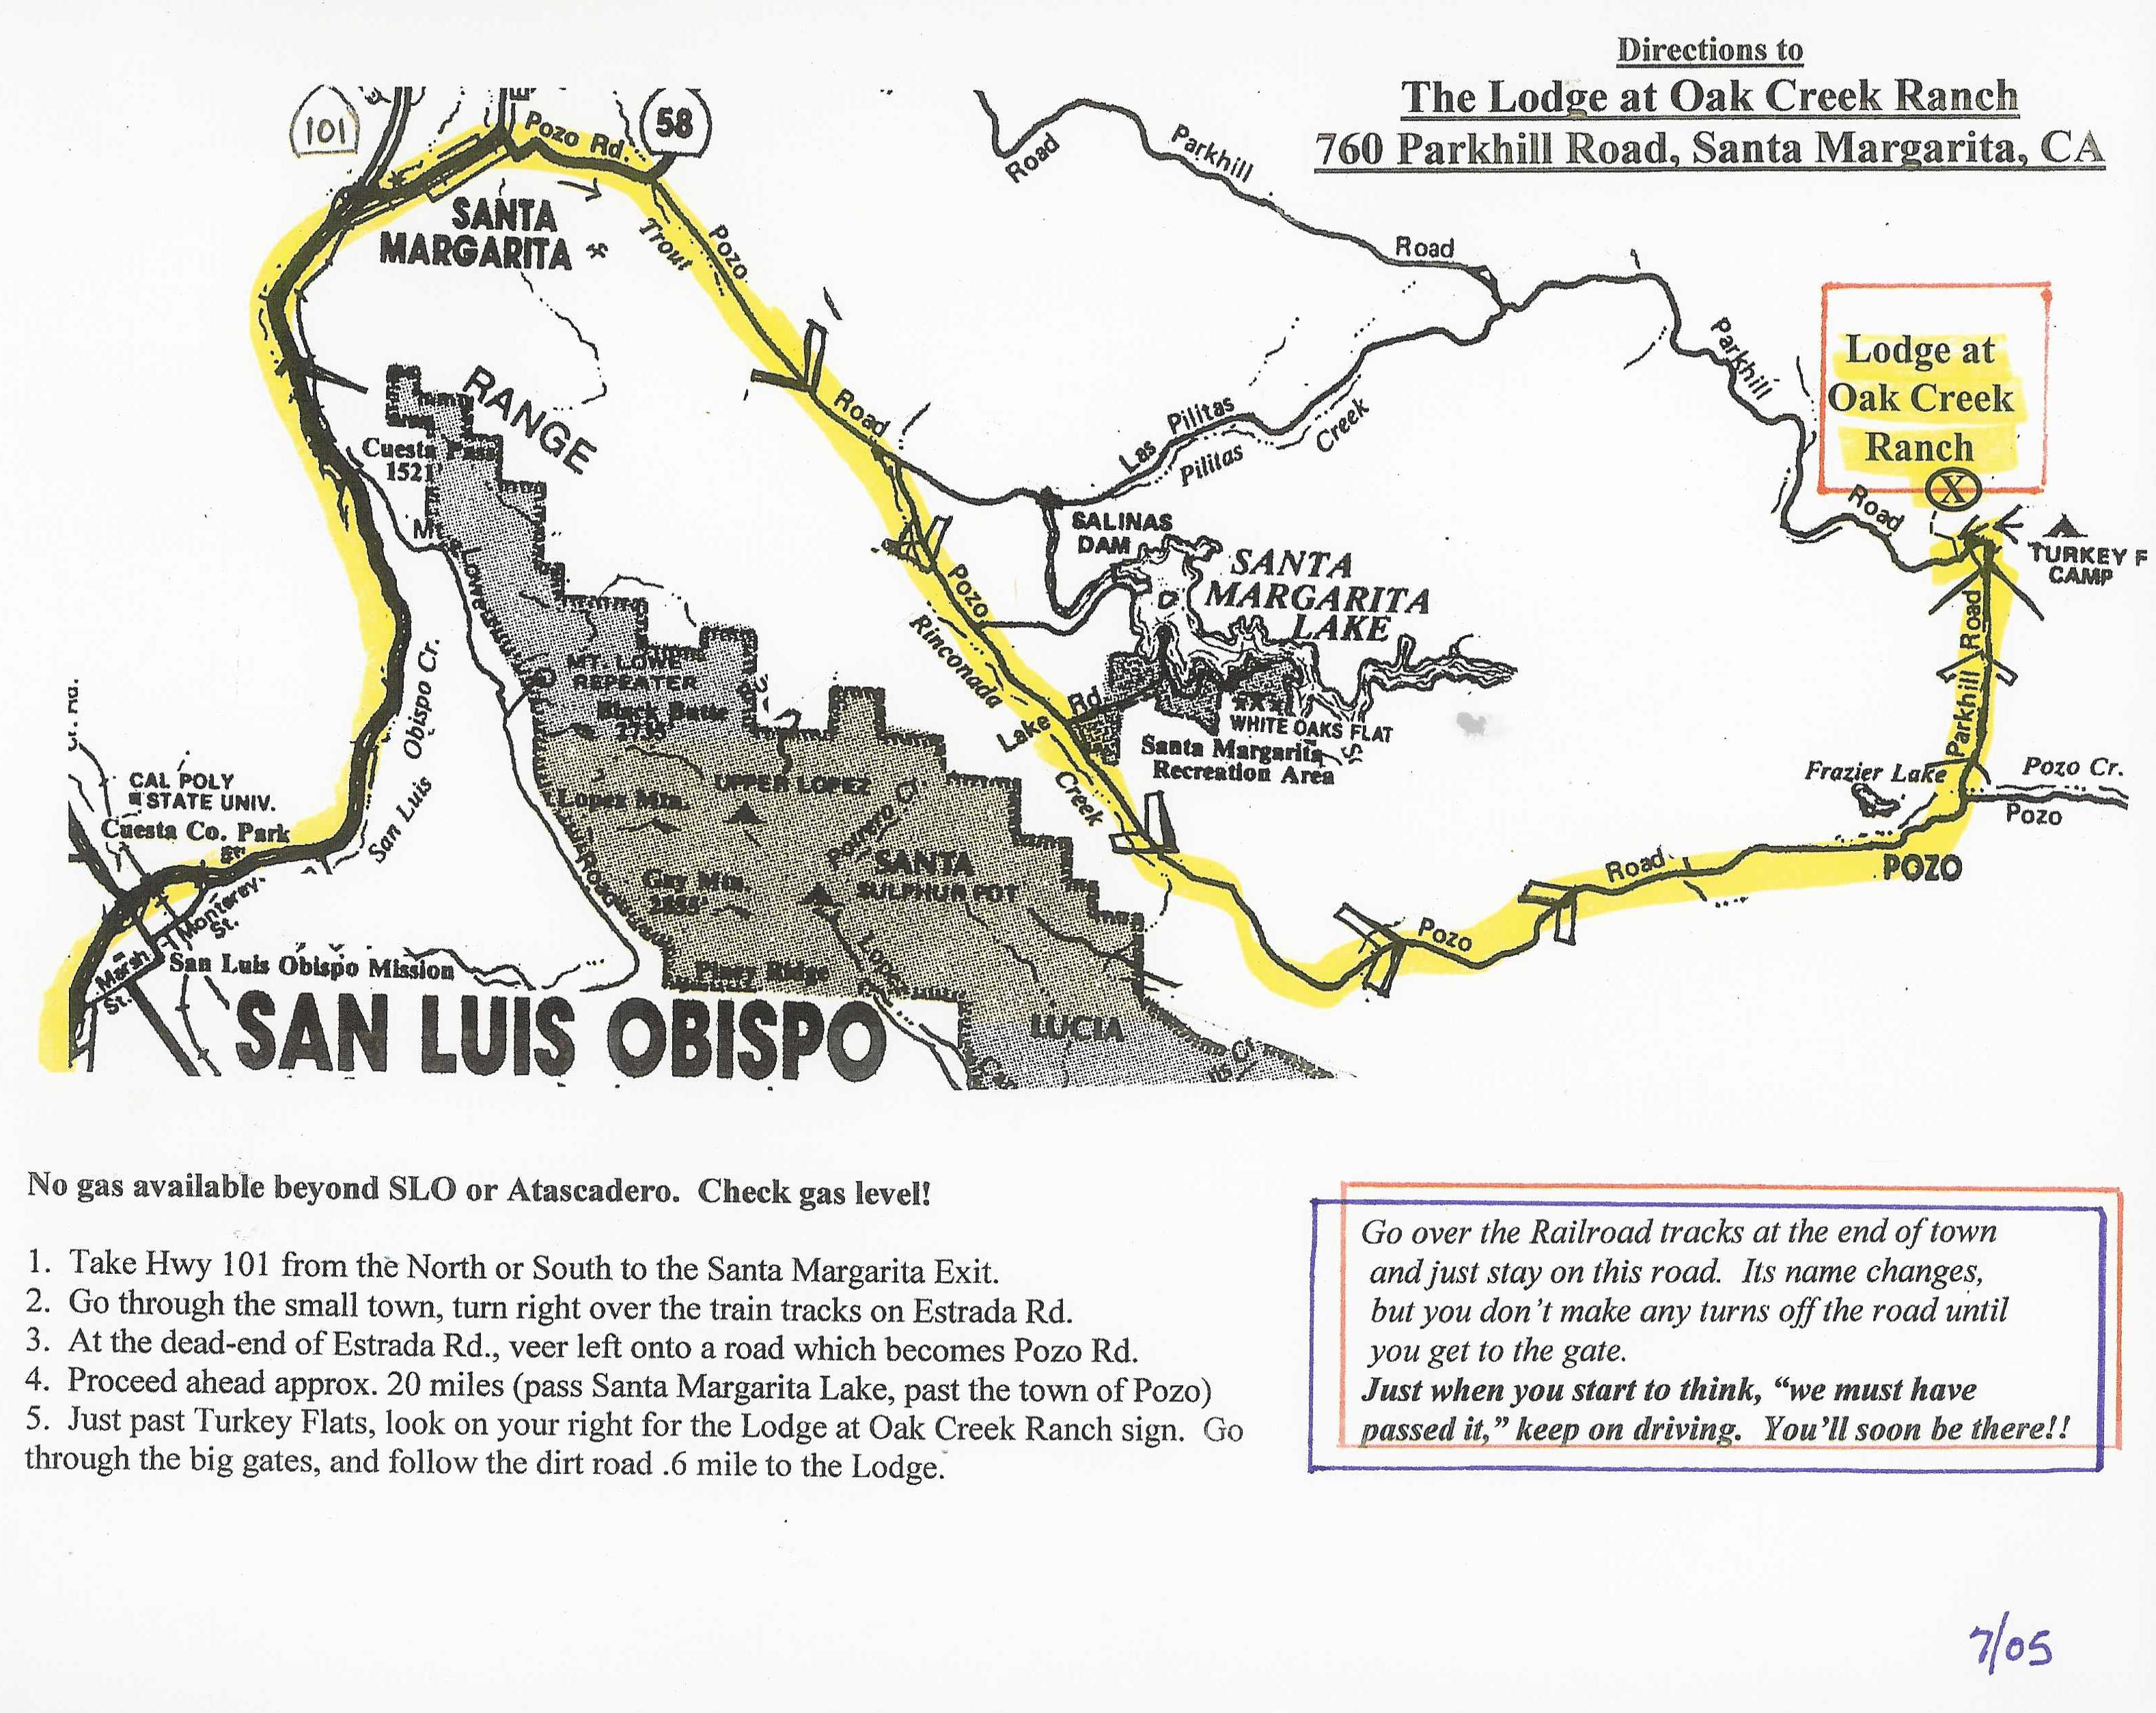 Directions to
The Lodge at Oak Creek Ranch
760 Parkhill Road, Santa Margarita, CA
101
Pozo Rd.
58
SANTA
MARGARITA
Trout
Pozo
Road
Parkhill
Road
Parkhill
Road
Lodge at
Oak Creek
Ranch
X
TURKEY F
CAMP
RANGE
Cuesta Pass
1521'
Road
Las Pilitas
Pilitas Creek
SALINAS
DAM
SANTA
MARGARITA
LAKE
Pozo
Rinconada
Creek
Lake Rd
WHITE OAKS FLAT
Santa Margarita
Recreation Area
MT. LOWE
REPEATER
Black Butte
UPPER LOPEZ
Lopez Mtn.
Potrero Cr.
SANTA
SULPHUR POT
Gay Mtn.
Road
Lopez
Piney Ridge
LUCIA
San Luis Obispo Cr.
CAL POLY
STATE UNIV.
Cuesta Co. Park
Monterey
St.
Marsh
St.
San Luis Obispo Mission
SAN LUIS OBISPO
Parkhill Road
Frazier Lake
Pozo Cr.
Pozo
POZO
Road
Pozo
No gas available beyond SLO or Atascadero. Check gas level!
1. Take Hwy 101 from the North or South to the Santa Margarita Exit.
2. Go through the small town, turn right over the train tracks on Estrada Rd.
3. At the dead-end of Estrada Rd., veer left onto a road which becomes Pozo Rd.
4. Proceed ahead approx. 20 miles (pass Santa Margarita Lake, past the town of Pozo)
5. Just past Turkey Flats, look on your right for the Lodge at Oak Creek Ranch sign. Go
through the big gates, and follow the dirt road .6 mile to the Lodge.
Go over the Railroad tracks at the end of town
and just stay on this road. Its name changes,
but you don't make any turns off the road until
you get to the gate.
Just when you start to think, "we must have
passed it," keep on driving. You'll soon be there!!
7/05